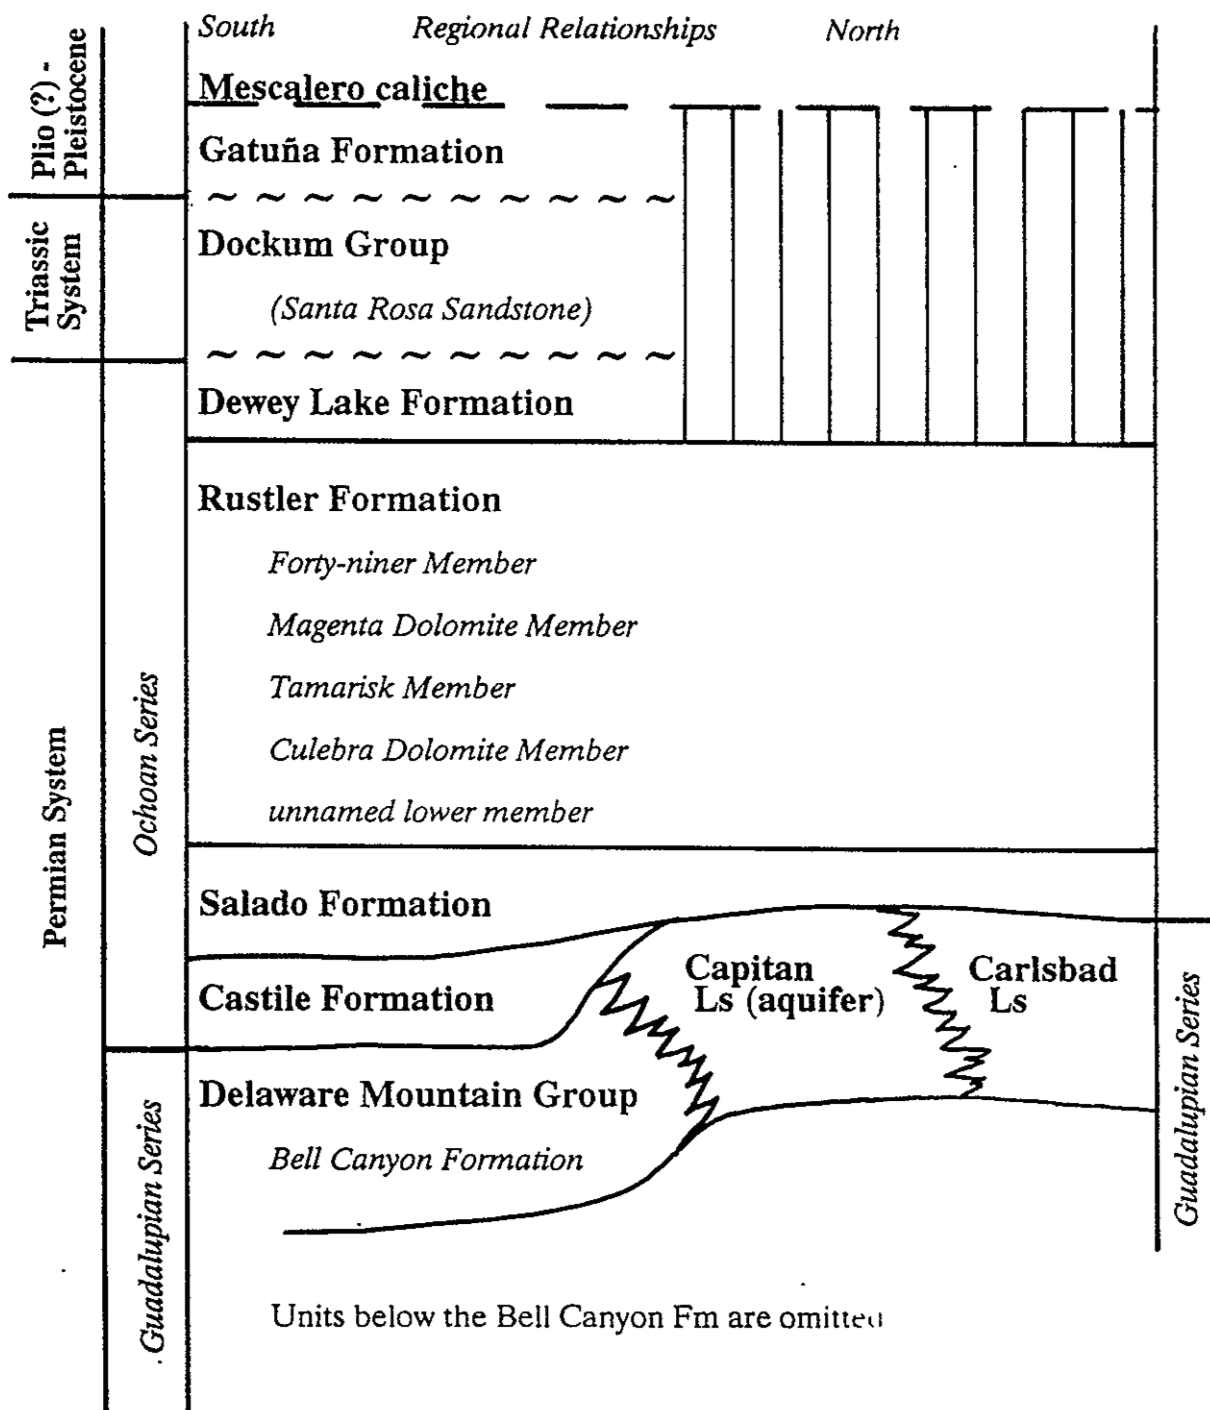 South Regional Relationships North
Plio (?) -
Pleistocene
Mescalero caliche
Gatuña Formation
Triassic
System
Dockum Group
(Santa Rosa Sandstone)
Dewey Lake Formation
Permian System
Ochoan Series
Rustler Formation
Forty-niner Member
Magenta Dolomite Member
Tamarisk Member
Culebra Dolomite Member
unnamed lower member
Salado Formation
Castile Formation
Capitan
Ls (aquifer)
Carlsbad
Ls
Guadalupian Series
Delaware Mountain Group
Bell Canyon Formation
Guadalupian Series
Units below the Bell Canyon Fm are omitted